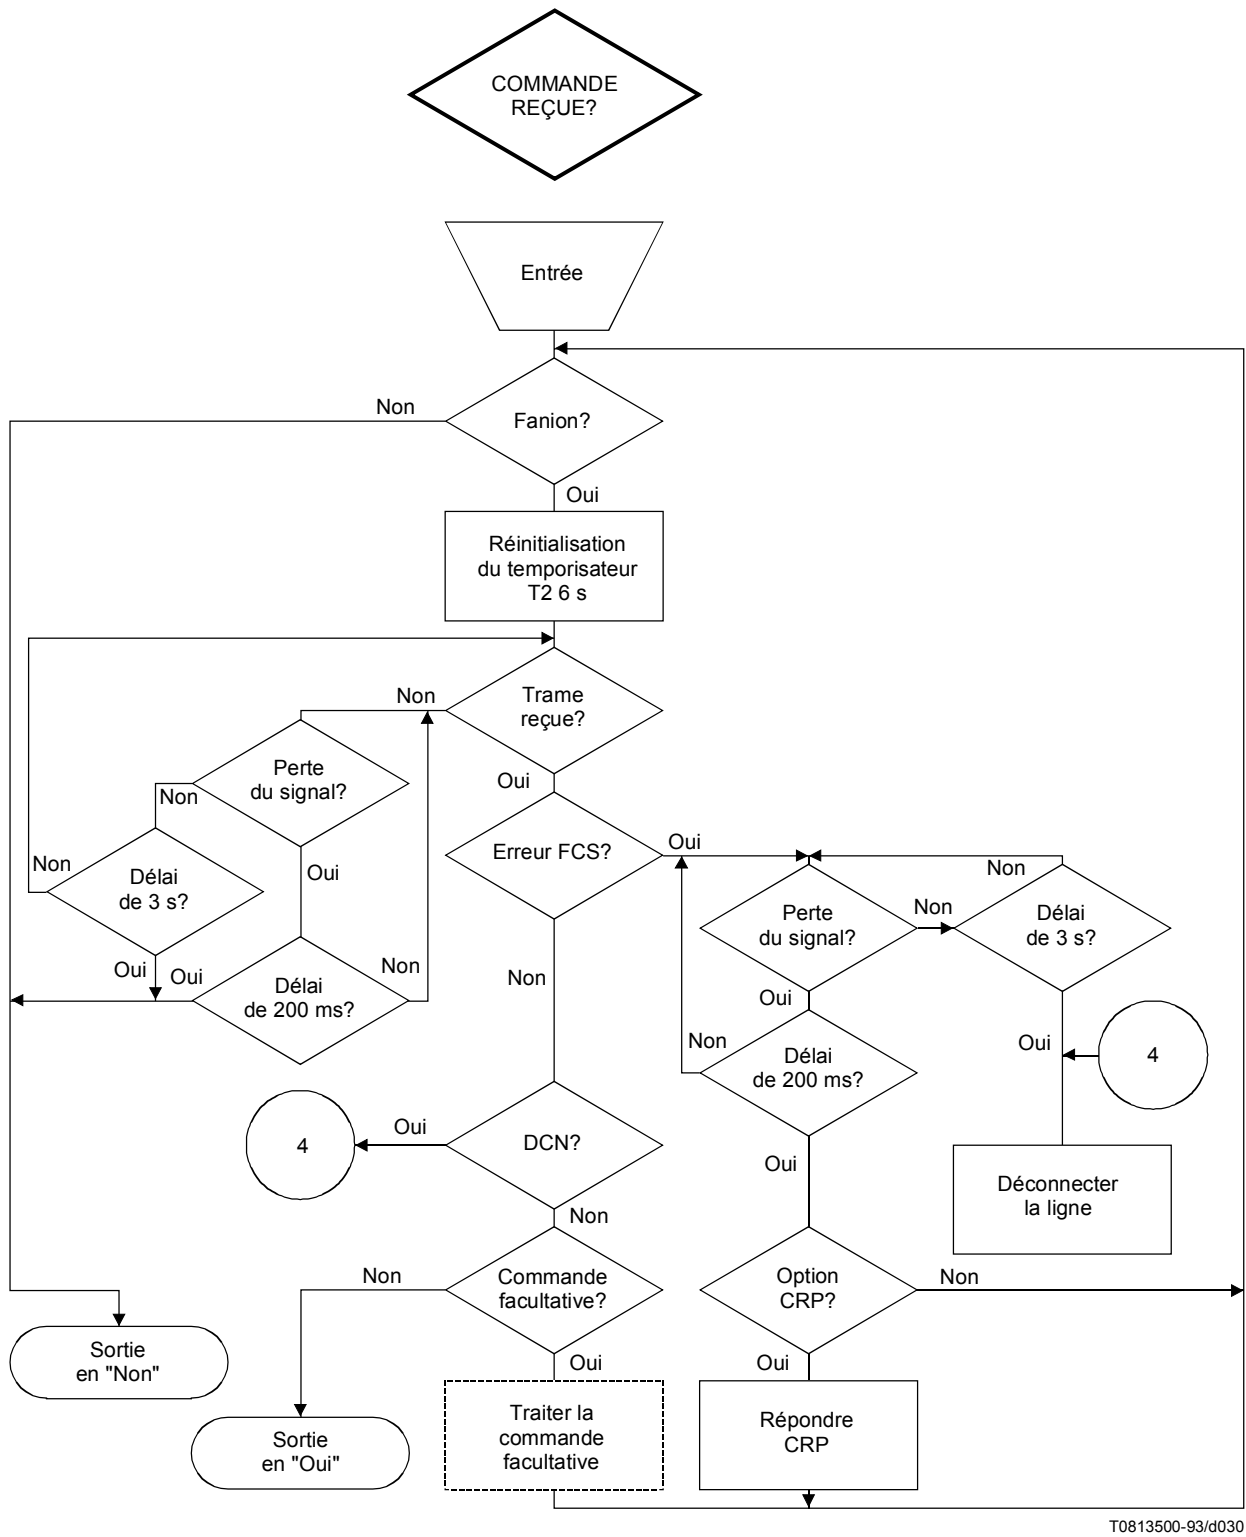 COMMANDE
REÇUE?
Entrée
Non
Fanion?
Oui
Réinitialisation
du temporisateur
T2 6 s
Non
Trame
reçue?
Perte
du signal?
Non
Oui
Erreur FCS?
Oui
Non
Délai
de 3 s?
Oui
Non
Perte
du signal?
Non
Délai
de 3 s?
Oui
Oui
Délai
de 200 ms?
Non
Non
Oui
Non
Délai
de 200 ms?
Oui
4
4
Oui
DCN?
Oui
Déconnecter
la ligne
Non
Non
Commande
facultative?
Option
CRP?
Non
Sortie
en "Non"
Oui
Oui
Traiter la
commande
facultative
Répondre
CRP
Sortie
en "Oui"
T0813500-93/d030